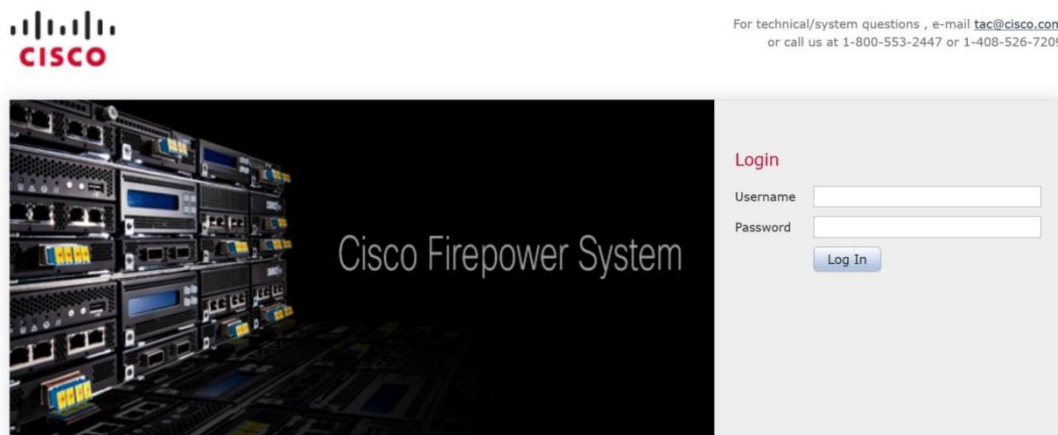 CISCO
For technical/system questions , e-mail tac@cisco.com
or call us at 1-800-553-2447 or 1-408-526-7209
Cisco Firepower System
Login
Username
Password
Log In